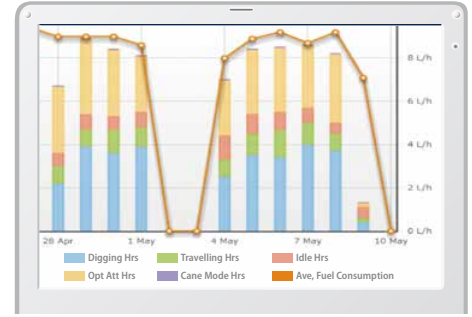 8 L/h
6 L/h
4 L/h
2 L/h
0 L/h
28 Apr 1 May 4 May 7 May 10 May
Digging Hrs Travelling Hrs Idle Hrs
Opt Att Hrs Cane Mode Hrs Ave, Fuel Consumption